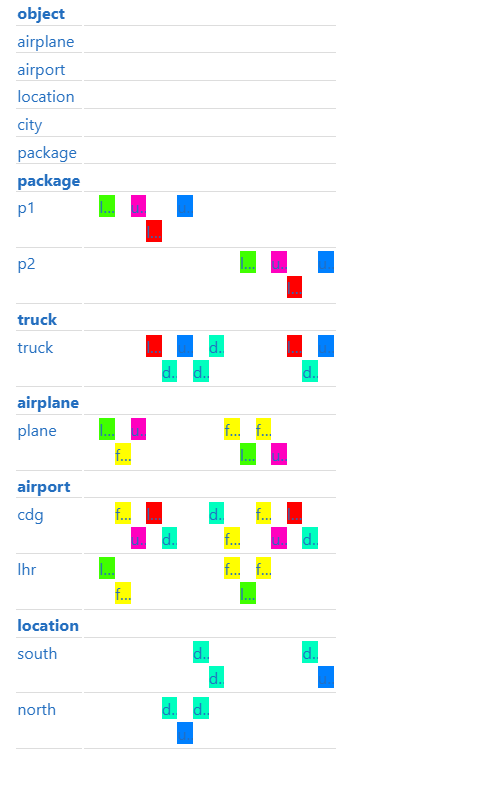 object
airplane
airport
location
city
package
package
p1 l... u.. u..
l...
p2 l... u.. u..
l...
truck
truck l... u.. d.. l... u..
d.. d.. d..
airplane
plane l... u.. f... f...
f... l... u..
airport
cdg f... l... d.. f... l...
u.. d.. f... u.. d..
lhr l... f... f...
f... l...
location
south d.. d..
d.. u..
north d.. d..
u..